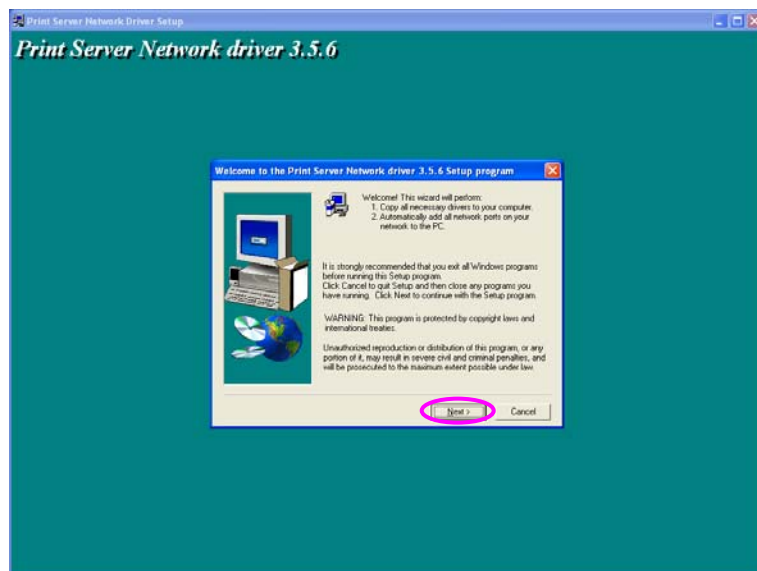 Print Server Network Driver Setup
Print Server Network driver 3.5.6
Welcome to the Print Server Network driver 3.5.6 Setup program
Welcome! This wizard will perform:
1. Copy all necessary drivers to your computer.
2. Automatically add all network ports on your
network to the PC.
It is strongly recommended that you exit all Windows programs
before running this Setup program.
Click Cancel to quit Setup and then close any programs you
have running. Click Next to continue with the Setup program.
WARNING: This program is protected by copyright laws and
international treaties.
Unauthorized reproduction or distribution of this program, or any
portion of it, may result in severe civil and criminal penalties, and
will be prosecuted to the maximum extent possible under law.
Next >
Cancel